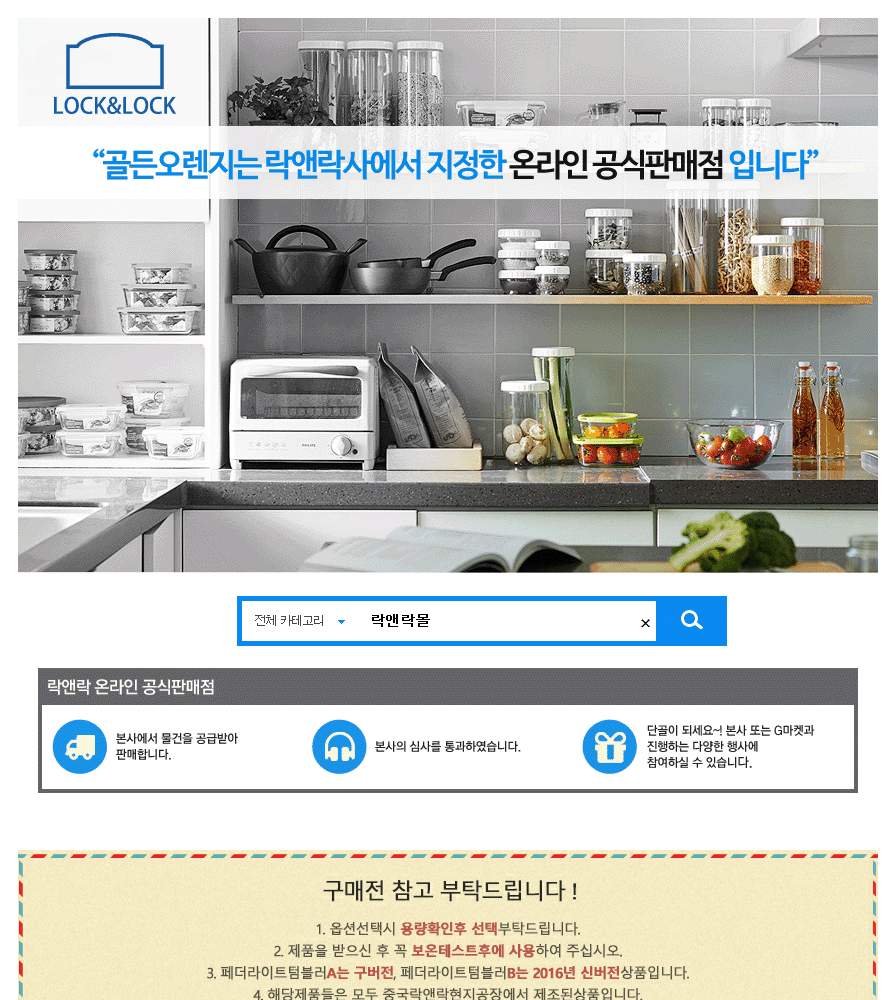 LOCK&LOCK
“골든오렌지는 락앤락사에서 지정한 온라인 공식판매점 입니다”
전체 카테고리 락앤락몰 ×
락앤락 온라인 공식판매점
본사에서 물건을 공급받아
판매합니다.
본사의 심사를 통과하였습니다.
단골이 되세요~! 본사 또는 G마켓과
진행하는 다양한 행사에
참여하실 수 있습니다.
구매전 참고 부탁드립니다 !
1. 옵션선택시 용량확인후 선택부탁드립니다.
2. 제품을 받으신 후 꼭 보온테스트후에 사용하여 주십시오.
3. 페더라이트텀블러A는 구버전, 페더라이트텀블러B는 2016년 신버전상품입니다.
4. 해당제품들은 모두 중국락앤락현지공장에서 제조된상품입니다.